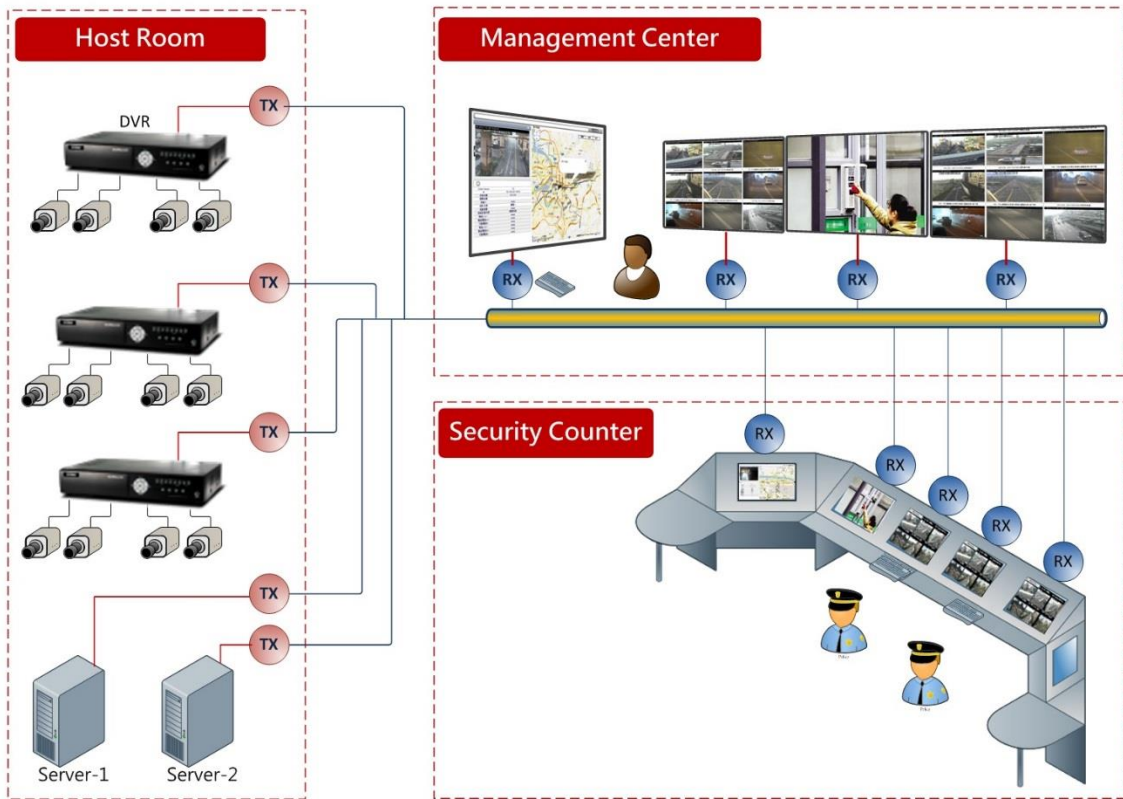 Host Room
Management Center
TX
DVR
TX
RX
RX
RX
RX
TX
Security Counter
RX
RX
RX
RX
RX
TX
TX
Server-1
Server-2